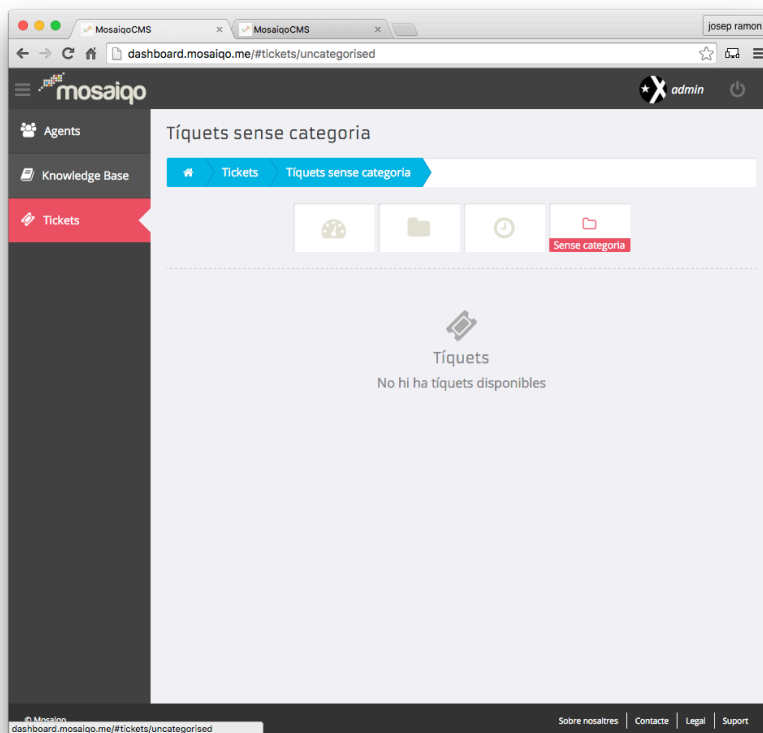 MosaiqoCMS
MosaiqoCMS
josep ramon
dashboard.mosaiqo.me/#tickets/uncategorised
mosaiqo
admin
Agents
Knowledge Base
Tickets
Tíquets sense categoria
Tickets
Tíquets sense categoria
Sense categoria
Tíquets
No hi ha tíquets disponibles
© Mosaiqo
Sobre nosaltres
Contacte
Legal
Suport
dashboard.mosaiqo.me/#tickets/uncategorised